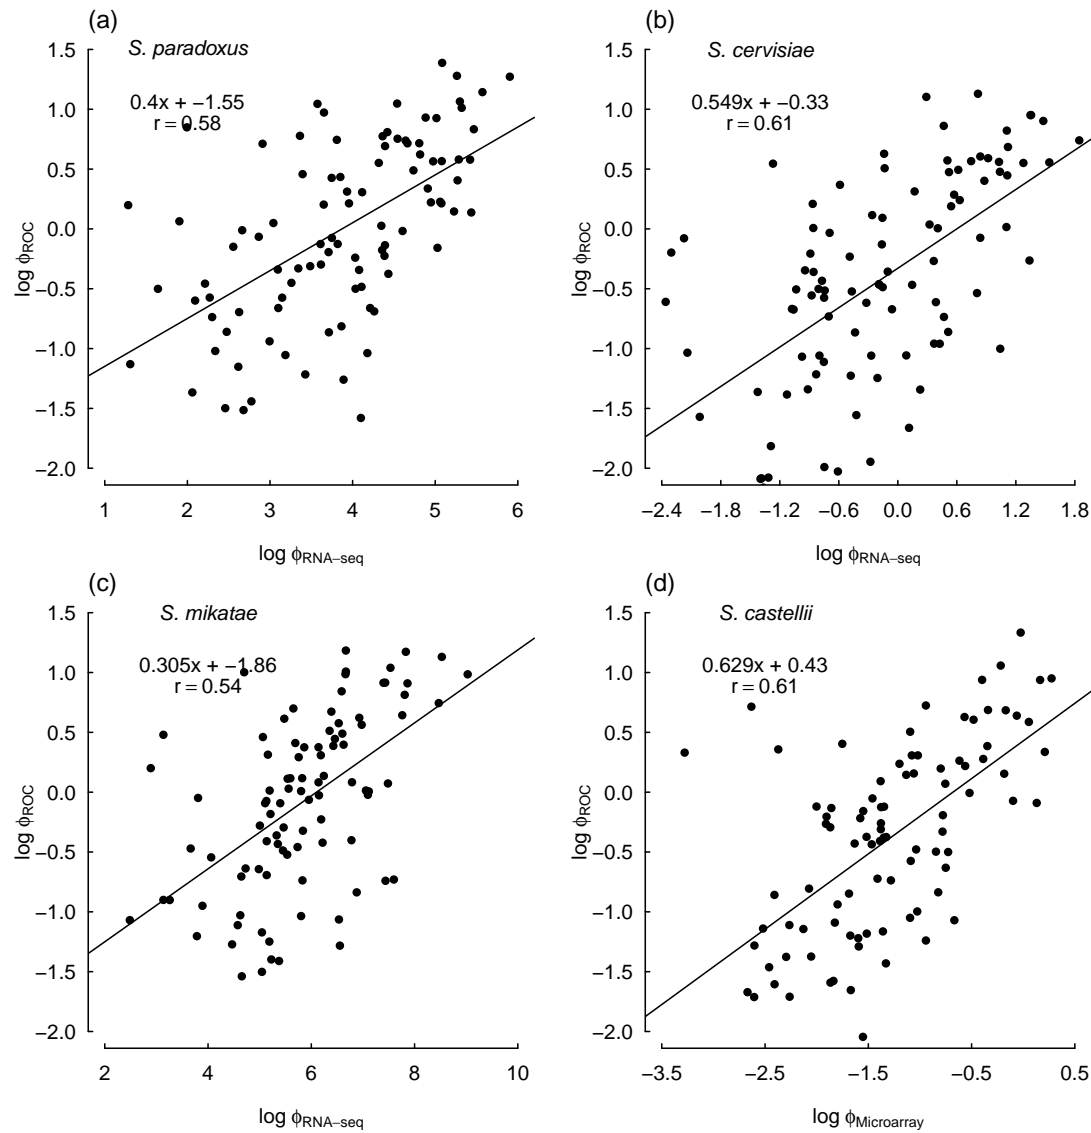 (a)
S. paradoxus
0.4x + −1.55
r = 0.58
1.5
1.0
0.5
0.0
−0.5
−1.0
−1.5
−2.0
log ϕROC
1 2 3 4 5 6
log ϕRNA−seq
(b)
S. cervisiae
0.549x + −0.33
r = 0.61
1.5
1.0
0.5
0.0
−0.5
−1.0
−1.5
−2.0
log ϕROC
−2.4 −1.8 −1.2 −0.6 0.0 0.6 1.2 1.8
log ϕRNA−seq
(c)
S. mikatae
0.305x + −1.86
r = 0.54
1.5
1.0
0.5
0.0
−0.5
−1.0
−1.5
−2.0
log ϕROC
2 4 6 8 10
log ϕRNA−seq
(d)
S. castellii
0.629x + 0.43
r = 0.61
1.5
1.0
0.5
0.0
−0.5
−1.0
−1.5
−2.0
log ϕROC
−3.5 −2.5 −1.5 −0.5 0.5
log ϕMicroarray